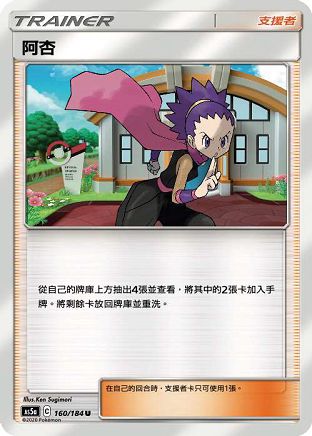 TRAINER
支援者
阿杏
從自己的牌庫上方抽出4張並查看，將其中的2張卡加入手
牌。將剩餘卡放回牌庫並重洗。
Illus.Ken Sugimori
在自己的回合時，支援者卡只可使用1張。
C 160/184 U
©2020 Pokémon